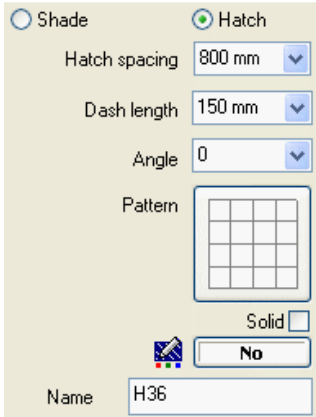 Shade Hatch
Hatch spacing 800 mm
Dash length 150 mm
Angle 0
Pattern
Solid
No
Name H36